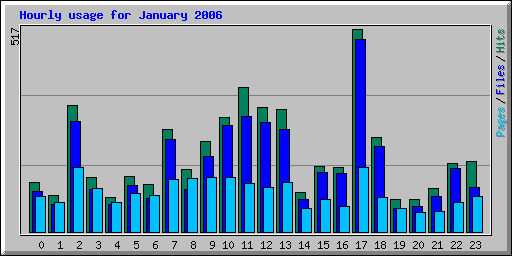 Hourly usage for January 2006
517
Pages / Files / Hits
0 1 2 3 4 5 6 7 8 9 10 11 12 13 14 15 16 17 18 19 20 21 22 23